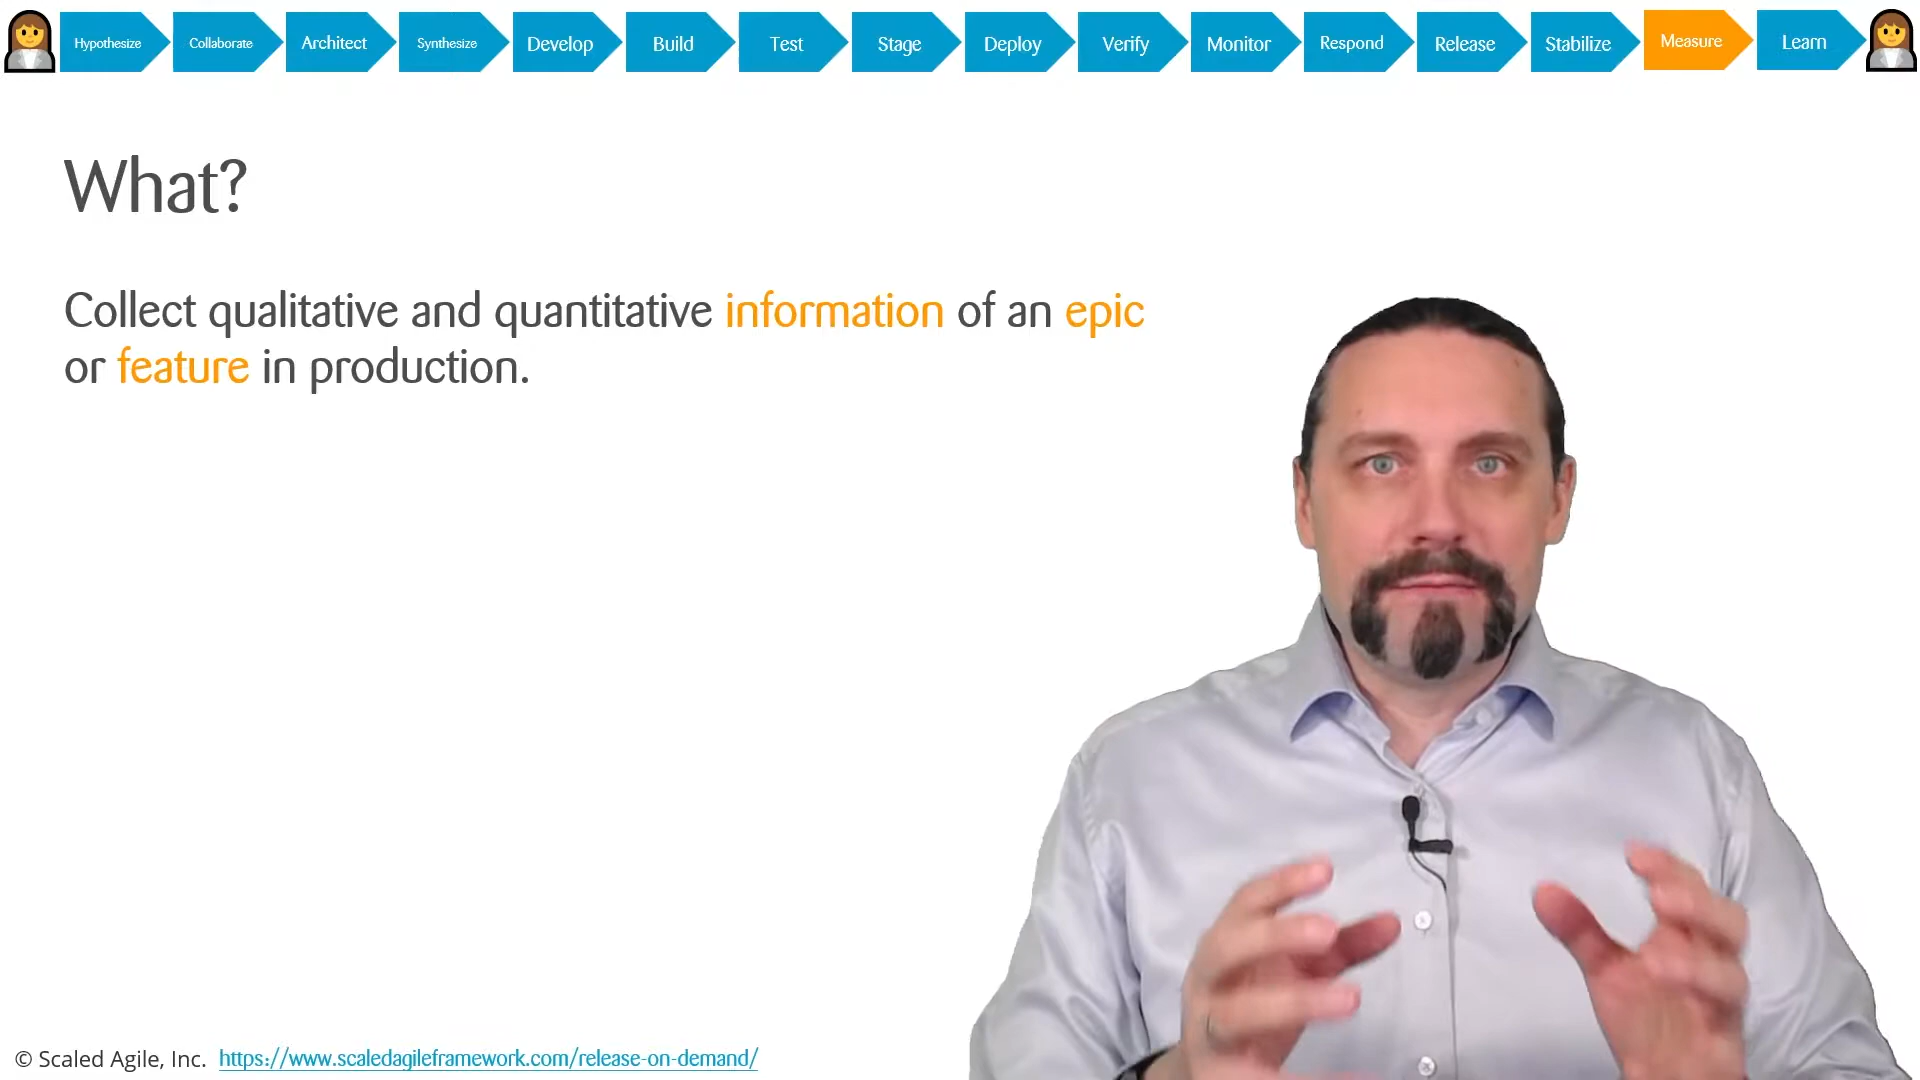 Hypothesize Collaborate Architect Synthesize Develop Build Test Stage Deploy Verify Monitor Respond Release Stabilize Measure Learn
What?
Collect qualitative and quantitative information of an epic
or feature in production.
© Scaled Agile, Inc. https://www.scaledagileframework.com/release-on-demand/